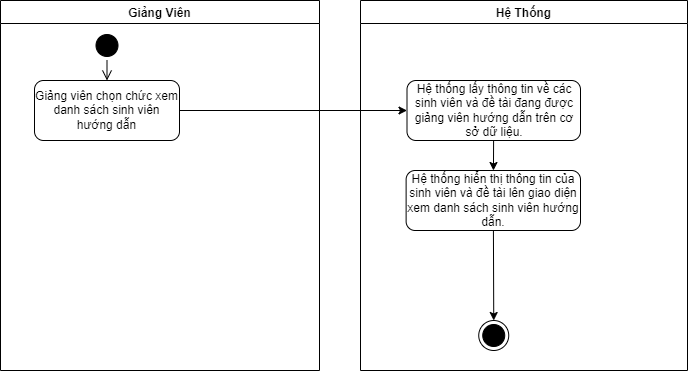 Giảng Viên
Hệ Thống
Giảng viên chọn chức xem
danh sách sinh viên
hướng dẫn
Hệ thống lấy thông tin về các
sinh viên và đề tài đang được
giảng viên hướng dẫn trên cơ
sở dữ liệu.
Hệ thống hiển thị thông tin của
sinh viên và đề tài lên giao diện
xem danh sách sinh viên hướng
dẫn.